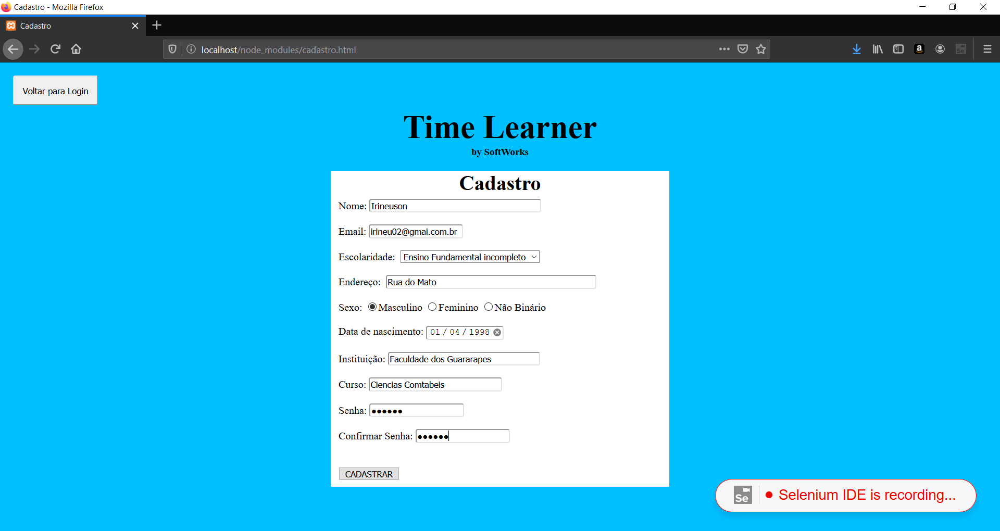 Cadastro - Mozilla Firefox
Cadastro
localhost/node_modules/cadastro.html
Voltar para Login
Time Learner
by SoftWorks
Cadastro
Nome: Irineuson
Email: irineu02@gmai.com.br
Escolaridade: Ensino Fundamental incompleto
Endereço: Rua do Mato
Sexo: Masculino Feminino Não Binário
Data de nascimento: 01 / 04 / 1998
Instituição: Faculdade dos Guararapes
Curso: Ciencias Comtabeis
Senha: ●●●●●●
Confirmar Senha: ●●●●●●
CADASTRAR
Se Selenium IDE is recording...